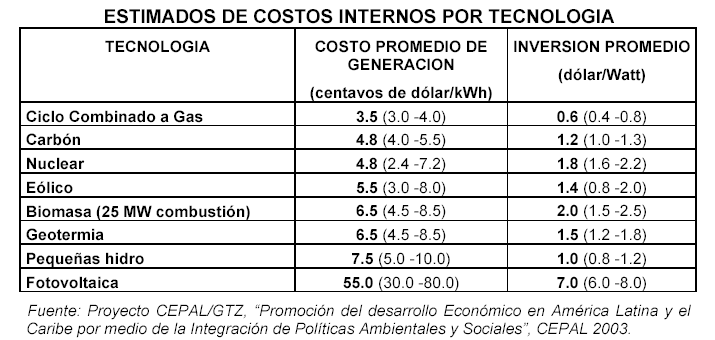 ESTIMADOS DE COSTOS INTERNOS POR TECNOLOGIA
TECNOLOGIA COSTO PROMEDIO DE GENERACION (centavos de dólar/kWh) INVERSION PROMEDIO (dólar/Watt)
Ciclo Combinado a Gas 3.5 (3.0 -4.0) 0.6 (0.4 -0.8)
Carbón 4.8 (4.0 -5.5) 1.2 (1.0 -1.3)
Nuclear 4.8 (2.4 -7.2) 1.8 (1.6 -2.2)
Eólico 5.5 (3.0 -8.0) 1.4 (0.8 -2.0)
Biomasa (25 MW combustión) 6.5 (4.5 -8.5) 2.0 (1.5 -2.5)
Geotermia 6.5 (4.5 -8.5) 1.5 (1.2 -1.8)
Pequeñas hidro 7.5 (5.0 -10.0) 1.0 (0.8 -1.2)
Fotovoltaica 55.0 (30.0 -80.0) 7.0 (6.0 -8.0)
Fuente: Proyecto CEPAL/GTZ, “Promoción del desarrollo Económico en América Latina y el
Caribe por medio de la Integración de Políticas Ambientales y Sociales”, CEPAL 2003.